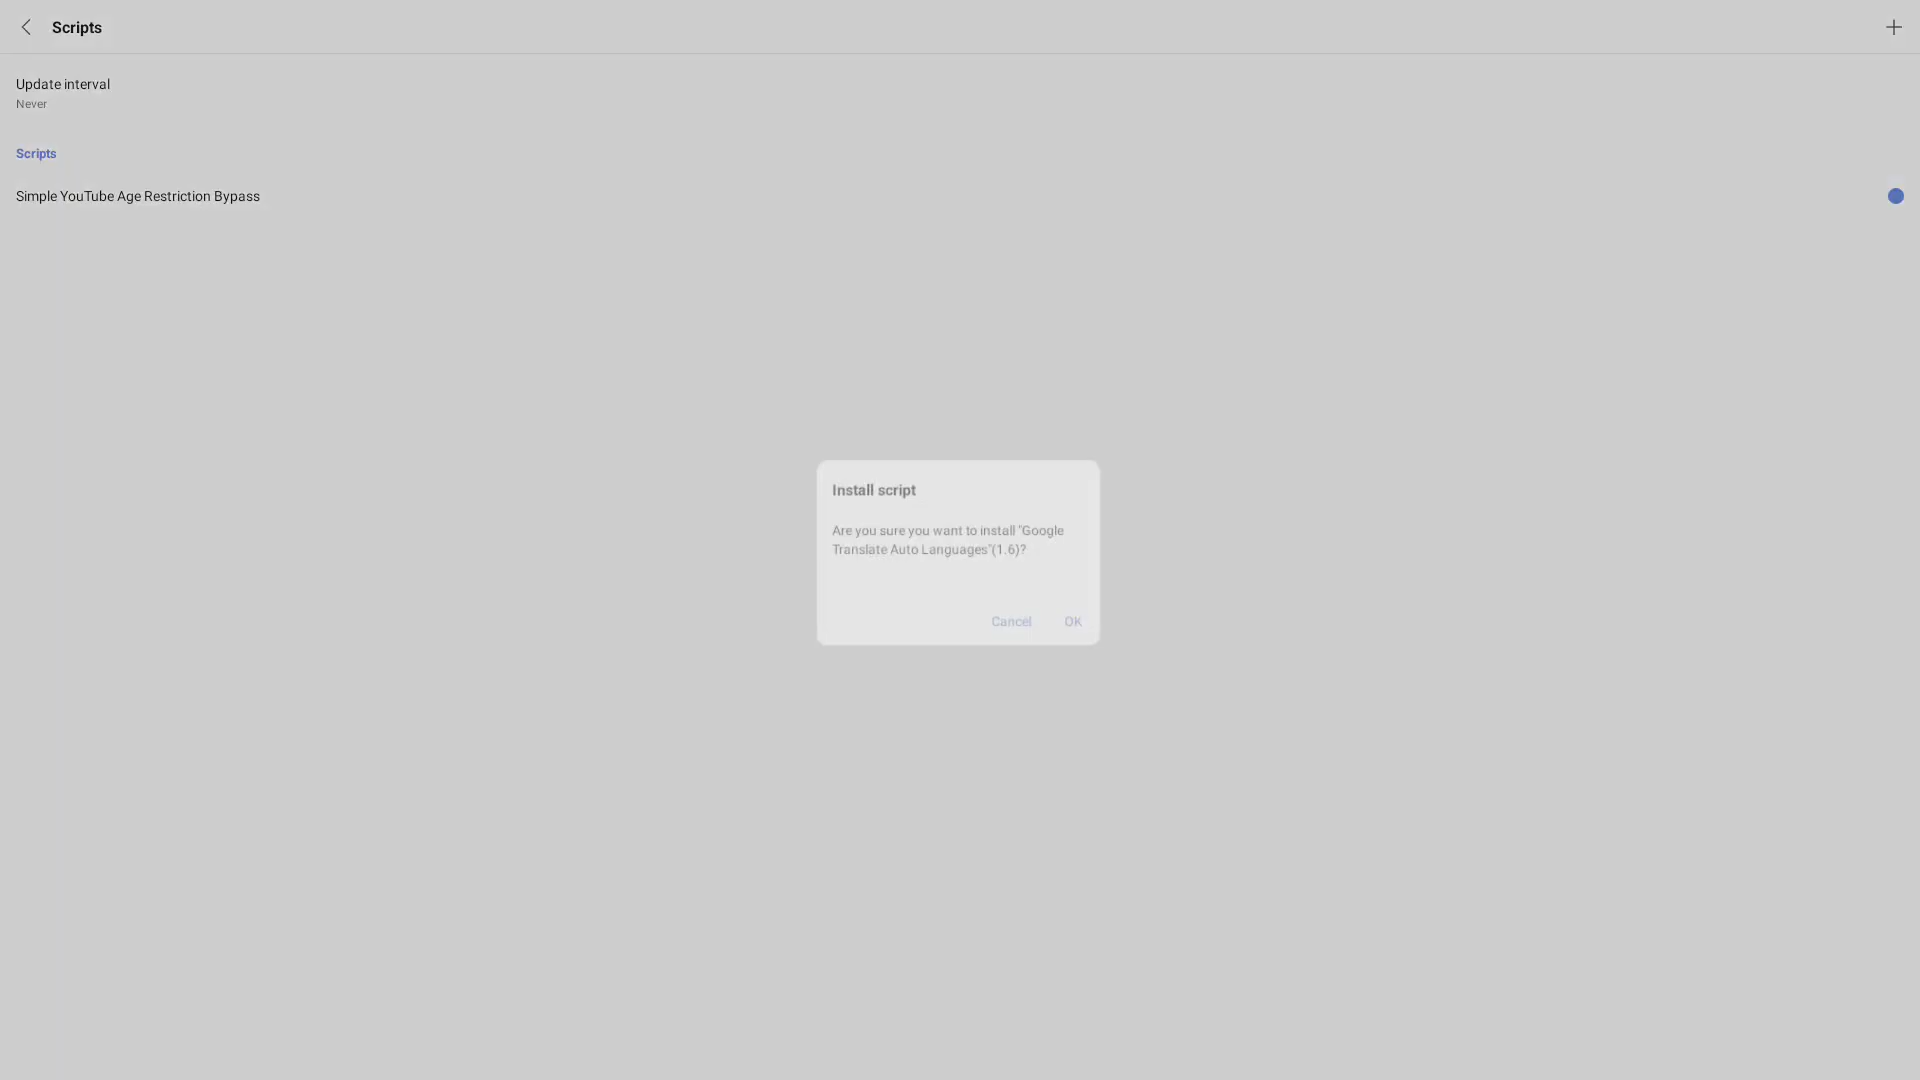 Scripts
Update interval
Never
Scripts
Simple YouTube Age Restriction Bypass
Install script
Are you sure you want to install "Google
Translate Auto Languages"(1.6)?
Cancel OK